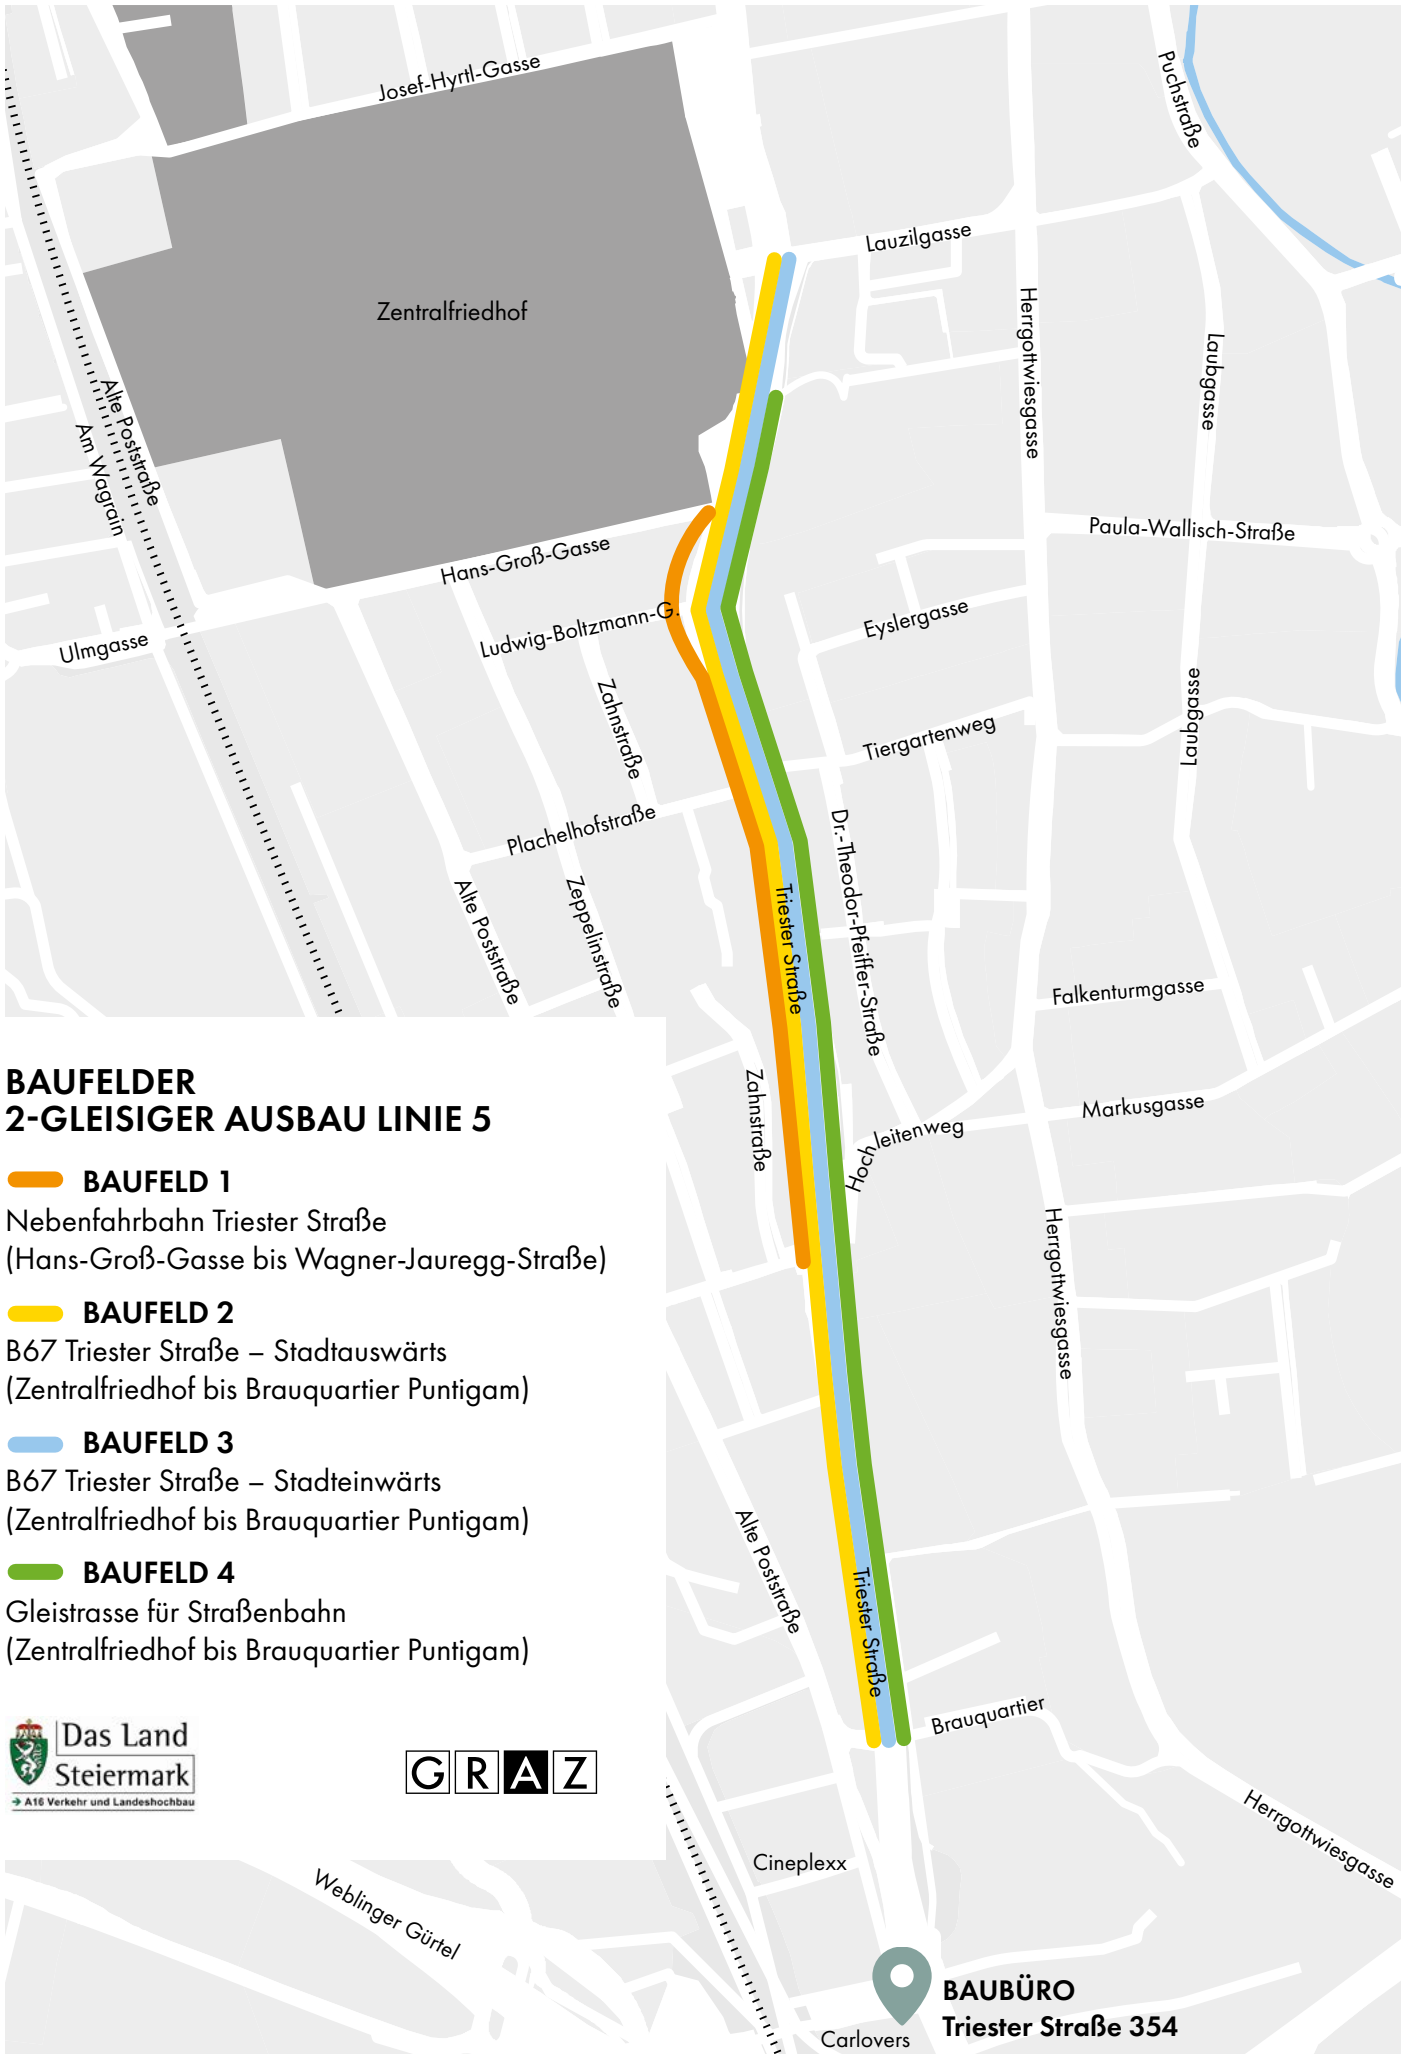 Josef-Hyrtl-Gasse
Puchstraße
Lauzilgasse
Zentralfriedhof
Herrgottwiesgasse
Laubgasse
Alte Poststraße
Am Wagrain
Paula-Wallisch-Straße
Hans-Groß-Gasse
Ludwig-Boltzmann-G.
Eyslergasse
Ulmgasse
Zahnstraße
Laubgasse
Tiergartenweg
Plachelhofstraße
Dr.-Theodor-Pfeiffer-Straße
Alte Poststraße
Zeppelinstraße
Triester Straße
Falkenturmgasse
Zahnstraße
Markusgasse
Hochleitenweg
Herrgottwiesgasse
BAUFELDER
2-GLEISIGER AUSBAU LINIE 5
BAUFELD 1
Nebenfahrbahn Triester Straße
(Hans-Groß-Gasse bis Wagner-Jauregg-Straße)
BAUFELD 2
B67 Triester Straße – Stadtauswärts
(Zentralfriedhof bis Brauquartier Puntigam)
BAUFELD 3
B67 Triester Straße – Stadteinwärts
(Zentralfriedhof bis Brauquartier Puntigam)
BAUFELD 4
Gleistrasse für Straßenbahn
(Zentralfriedhof bis Brauquartier Puntigam)
Alte Poststraße
Triester Straße
Brauquartier
Das Land
Steiermark
→ A16 Verkehr und Landeshochbau
GRAZ
Herrgottwiesgasse
Cineplexx
Weblinger Gürtel
BAUBÜRO
Triester Straße 354
Carlovers